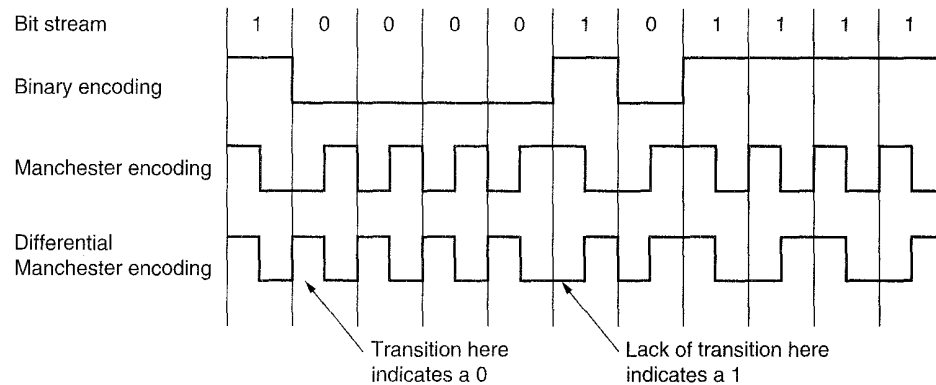 Bit stream 1 0 0 0 0 1 0 1 1 1 1
Binary encoding
Manchester encoding
Differential
Manchester encoding
Transition here
indicates a 0
Lack of transition here
indicates a 1